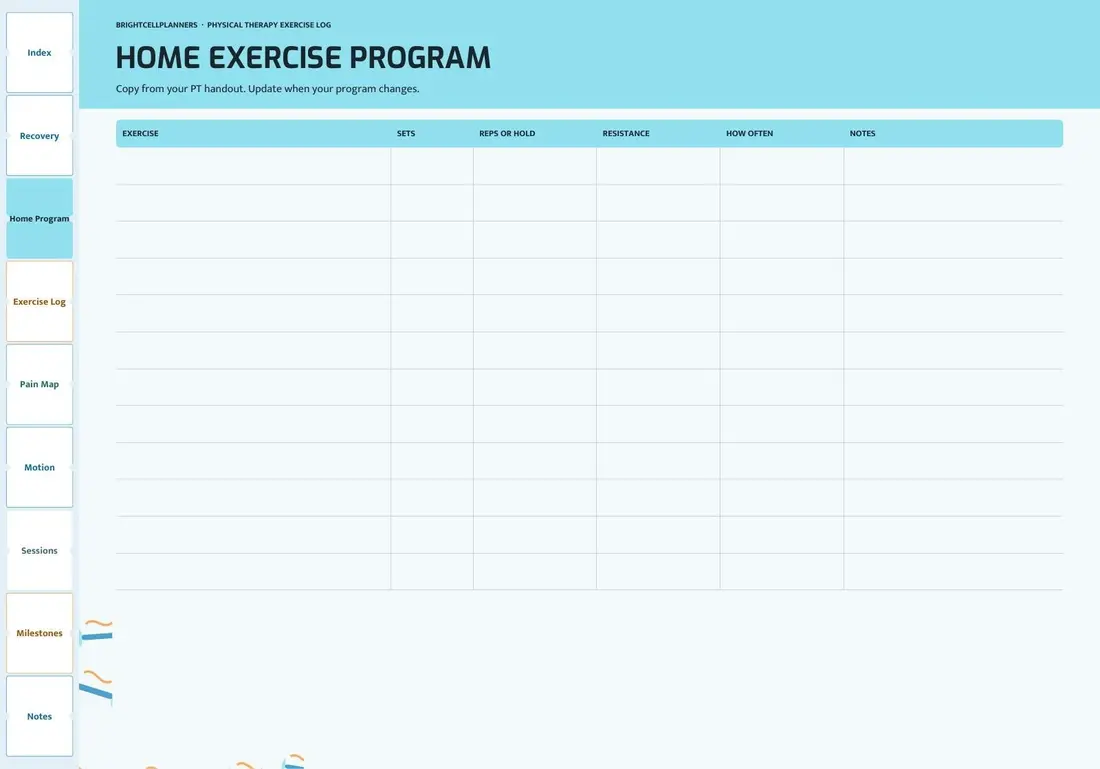 Index
Recovery
Home Program
Exercise Log
Pain Map
Motion
Sessions
Milestones
Notes
BRIGHTCELLPLANNERS · PHYSICAL THERAPY EXERCISE LOG
HOME EXERCISE PROGRAM
Copy from your PT handout. Update when your program changes.
EXERCISE SETS REPS OR HOLD RESISTANCE HOW OFTEN NOTES